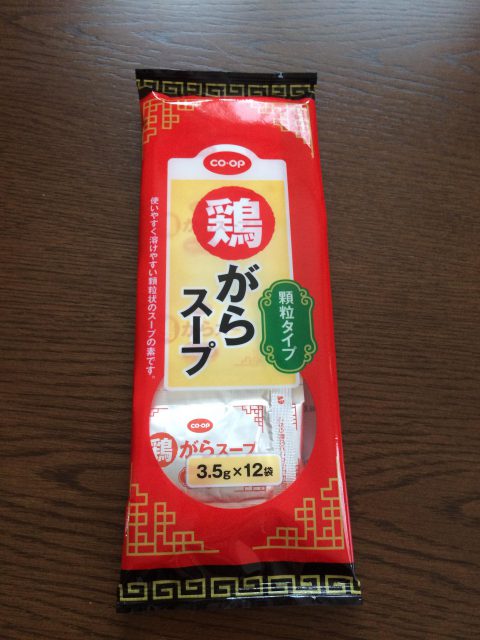 CO·OP
鶏
がら
スープ
顆粒タイプ
使いやすく溶けやすい顆粒状のスープの素です。
CO·OP
鶏がらスープ
3.5g×12袋